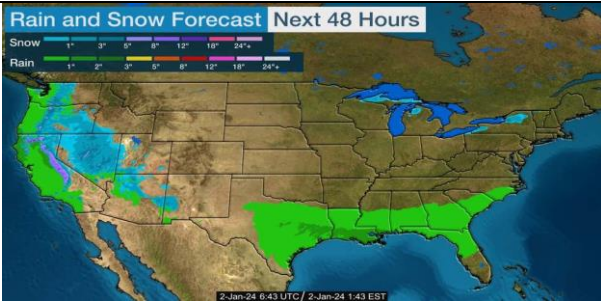 Rain and Snow Forecast Next 48 Hours
Snow
1" 3" 5" 8" 12" 18" 24"+
Rain
1" 2" 3" 5" 8" 12" 18" 24"+
2-Jan-24 6:43 UTC / 2-Jan-24 1:43 EST